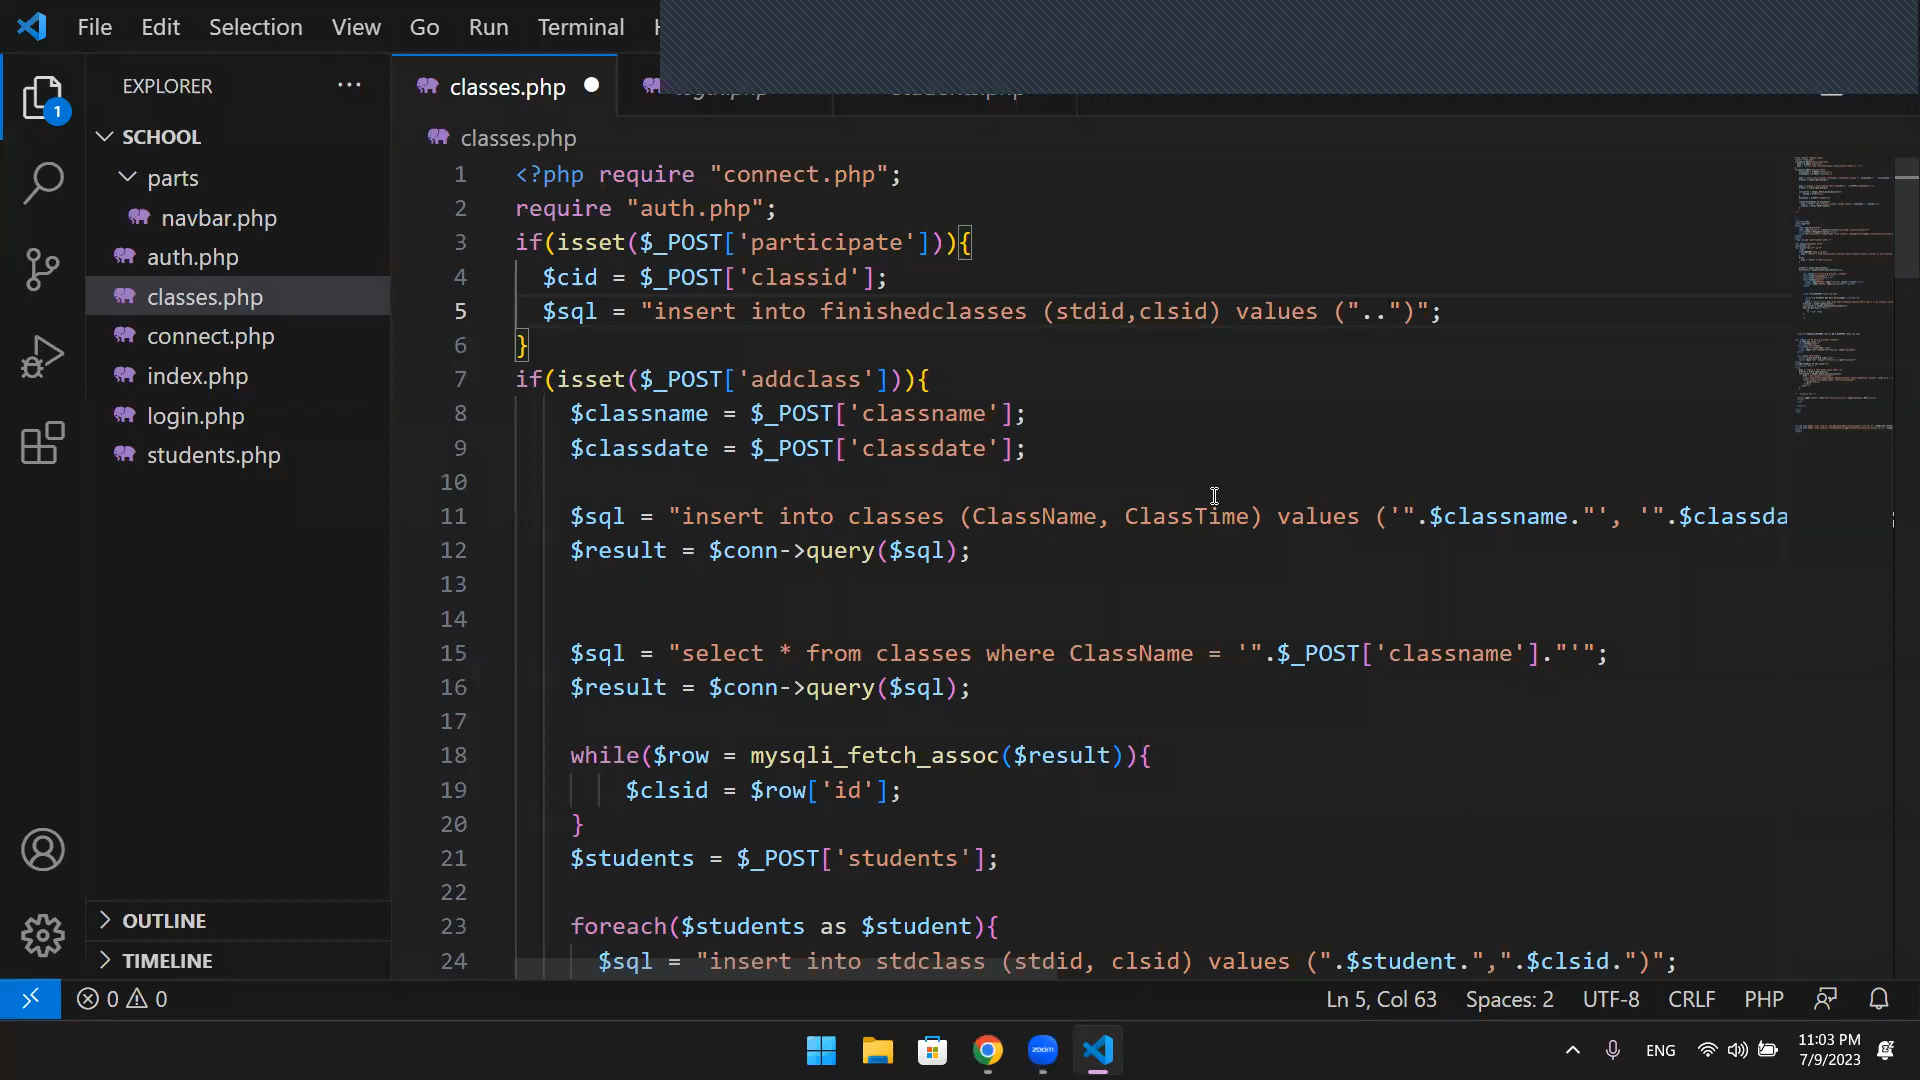 File Edit Selection View Go Run Terminal
EXPLORER
SCHOOL
parts
navbar.php
auth.php
classes.php
connect.php
index.php
login.php
students.php
OUTLINE
TIMELINE
classes.php
login.php
students.php
classes.php
1 <?php require "connect.php";
2 require "auth.php";
3 if(isset($_POST['participate'])){
4 $cid = $_POST['classid'];
5 $sql = "insert into finishedclasses (stdid,clsid) values (".." )";
6 }
7 if(isset($_POST['addclass'])){
8 $classname = $_POST['classname'];
9 $classdate = $_POST['classdate'];
10
11 $sql = "insert into classes (ClassName, ClassTime) values ('".$classname."', '".$classda
12 $result = $conn->query($sql);
13
14
15 $sql = "select * from classes where ClassName = '".$_POST['classname']."'";
16 $result = $conn->query($sql);
17
18 while($row = mysqli_fetch_assoc($result)){
19 $clsid = $row['id'];
20 }
21 $students = $_POST['students'];
22
23 foreach($students as $student){
24 $sql = "insert into stdclass (stdid, clsid) values (".$student.",".$clsid.")";
0 0
Ln 5, Col 63 Spaces: 2 UTF-8 CRLF PHP
zoom
ENG
11:03 PM
7/9/2023
1